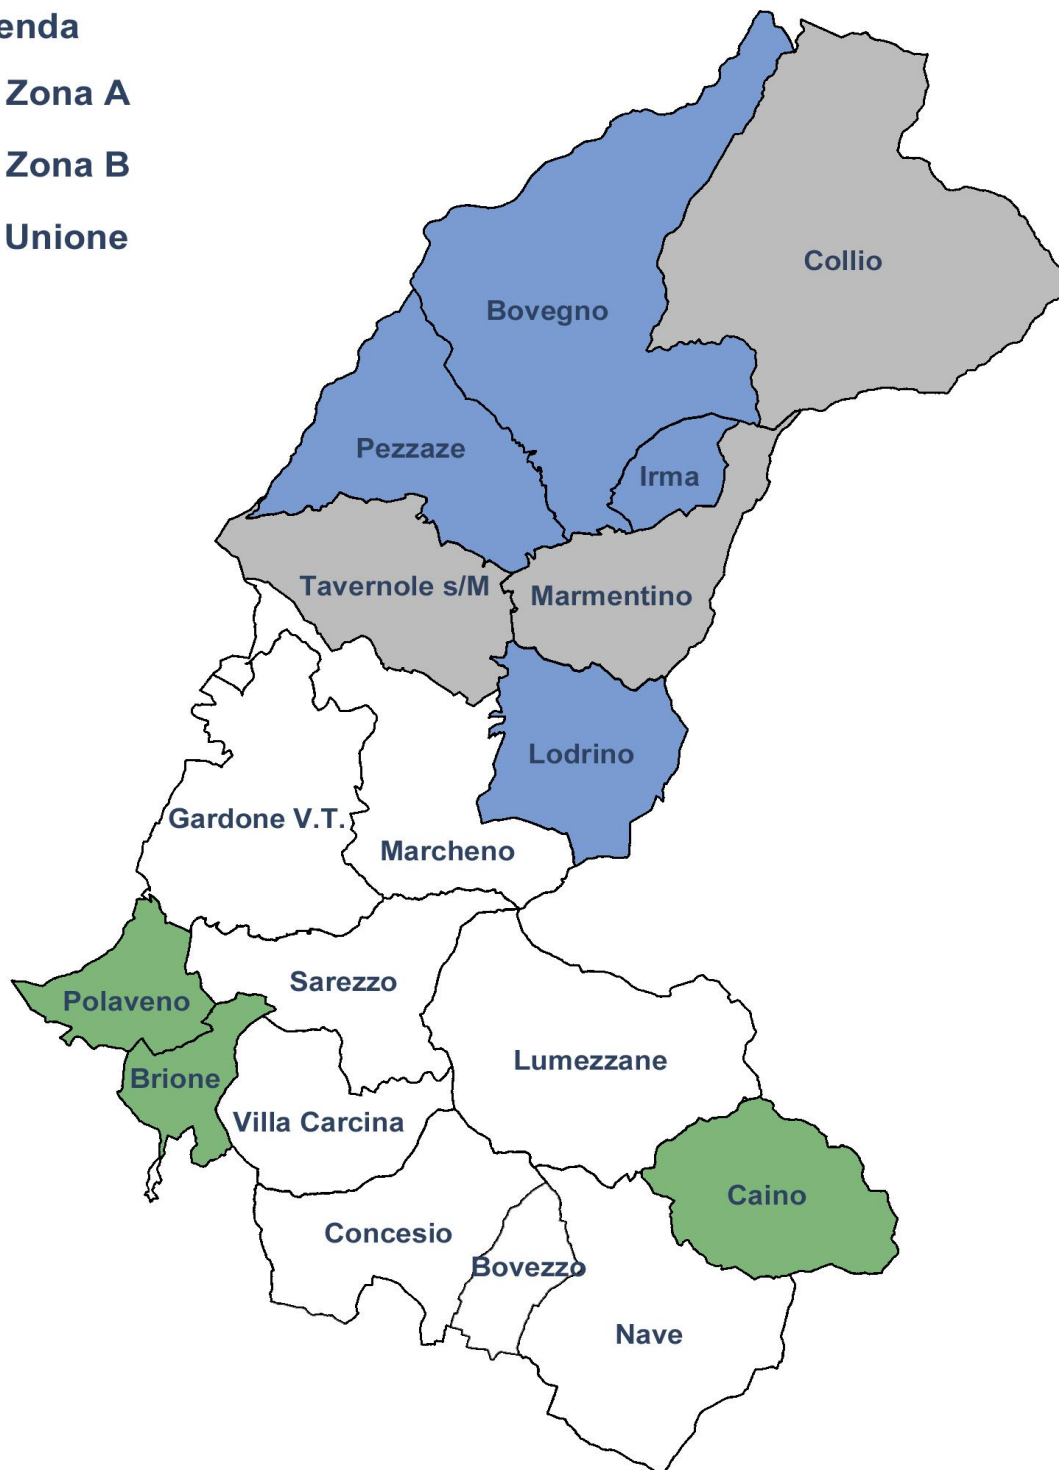 enda
Zona A
Zona B
Unione
Collio
Bovegno
Pezzaze
Irma
Tavernole s/M
Marmentino
Lodrino
Gardone V.T.
Marcheno
Sarezzo
Polaveno
Lumezzane
Brione
Villa Carcina
Caino
Concesio
Bovezzo
Nave